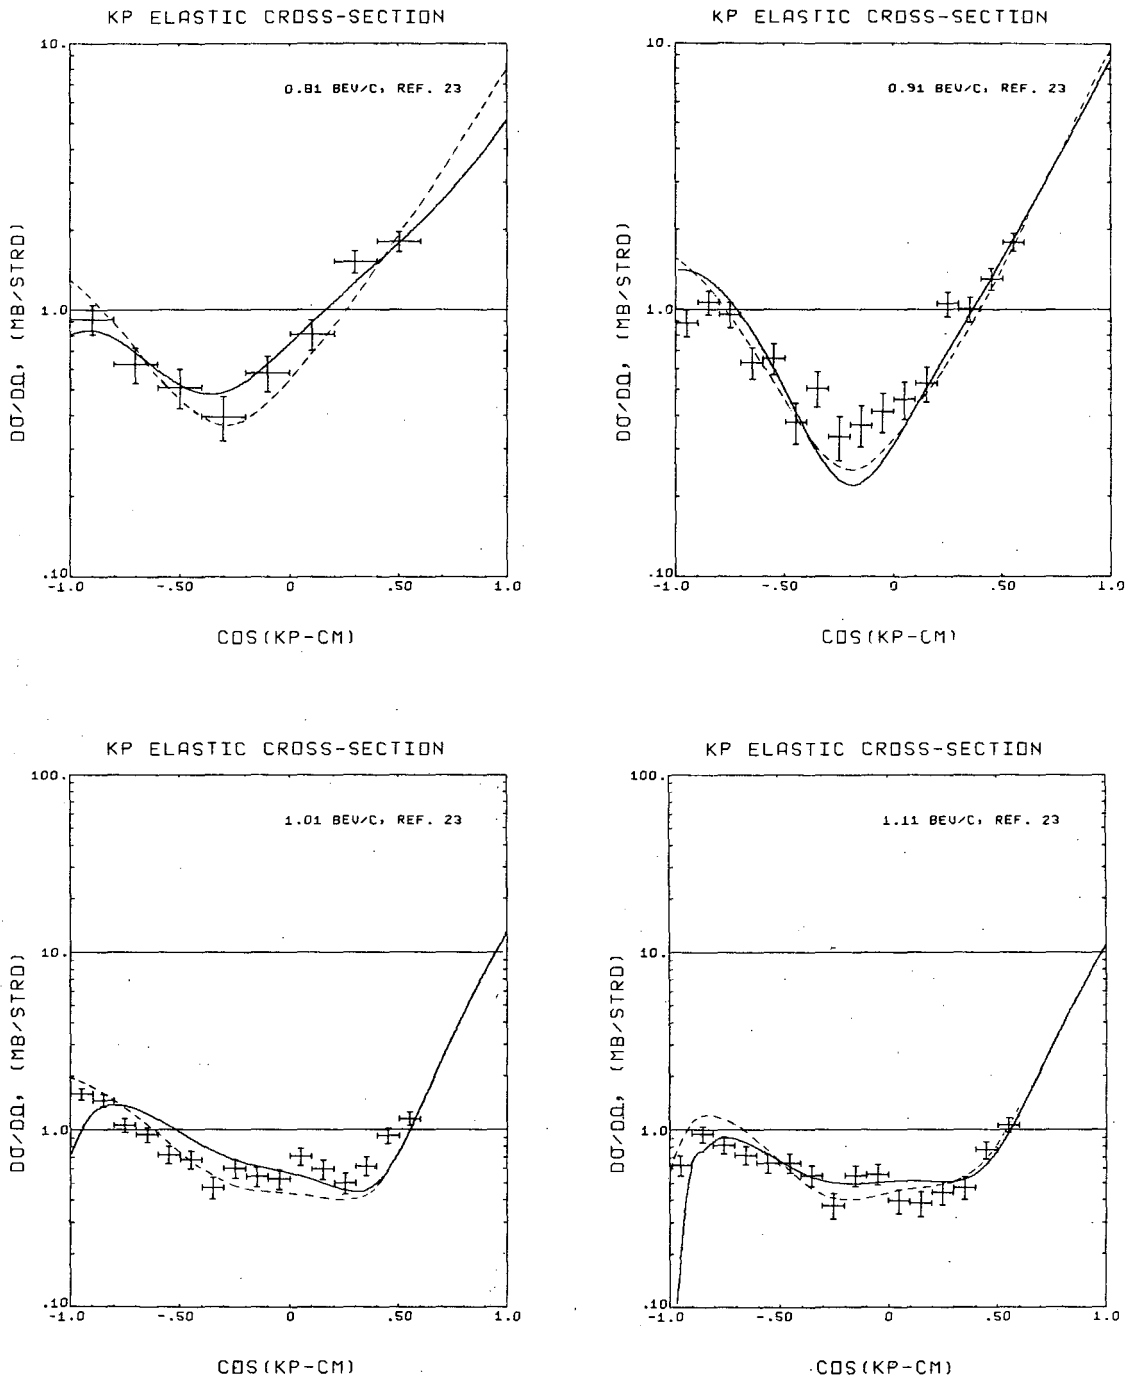 KP ELASTIC CROSS-SECTION
10.
0.81 BEV/C, REF. 23
1.0
.10
-1.0 -.50 0 .50 1.0
Dσ/DΩ, (MB/STRD)
COS(KP-CM)
KP ELASTIC CROSS-SECTION
10.
0.91 BEV/C, REF. 23
1.0
.10
-1.0 -.50 0 .50 1.0
Dσ/DΩ, (MB/STRD)
COS(KP-CM)
KP ELASTIC CROSS-SECTION
100.
1.01 BEV/C, REF. 23
10.
1.0
.10
-1.0 -.50 0 .50 1.0
Dσ/DΩ, (MB/STRD)
COS(KP-CM)
KP ELASTIC CROSS-SECTION
100.
1.11 BEV/C, REF. 23
10.
1.0
.10
-1.0 -.50 0 .50 1.0
Dσ/DΩ, (MB/STRD)
COS(KP-CM)